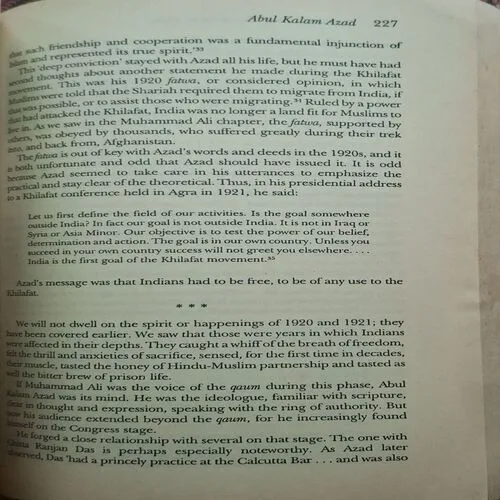 Abul Kalam Azad 227
that such friendship and cooperation was a fundamental injunction of
Islam and represented its true spirit.'³³
This 'deep conviction' stayed with Azad all his life, but he must have had
second thoughts about another statement he made during the Khilafat
movement. This was his 1920 fatwa, or considered opinion, in which
Muslims were told that the Shariah required them to migrate from India, if
that was possible, or to assist those who were migrating.³⁴ Ruled by a power
that had attacked the Khilafat, India was no longer a land fit for Muslims to
live in. As we saw in the Muhammad Ali chapter, the fatwa, supported by
others, was obeyed by thousands, who suffered greatly during their trek
into, and back from, Afghanistan.
The fatwa is out of key with Azad's words and deeds in the 1920s, and it
is both unfortunate and odd that Azad should have issued it. It is odd
because Azad seemed to take care in his utterances to emphasize the
practical and stay clear of the theoretical. Thus, in his presidential address
to a Khilafat conference held in Agra in 1921, he said:
Let us first define the field of our activities. Is the goal somewhere
outside India? In fact our goal is not outside India. It is not in Iraq or
Syria or Asia Minor. Our objective is to test the power of our belief,
determination and action. The goal is in our own country. Unless you
succeed in your own country success will not greet you elsewhere. . . .
India is the first goal of the Khilafat movement.³⁵
Azad's message was that Indians had to be free, to be of any use to the
Khilafat.
* * *
We will not dwell on the spirit or happenings of 1920 and 1921; they
have been covered earlier. We saw that those were years in which Indians
were affected in their depths. They caught a whiff of the breath of freedom,
felt the thrill and anxieties of sacrifice, sensed, for the first time in decades,
their muscle, tasted the honey of Hindu-Muslim partnership and tasted as
well the bitter brew of prison life.
If Muhammad Ali was the voice of the qaum during this phase, Abul
Kalam Azad was its mind. He was the ideologue, familiar with scripture,
clear in thought and expression, speaking with the ring of authority. But
now his audience extended beyond the qaum, for he increasingly found
himself on the Congress stage.
He forged a close relationship with several on that stage. The one with
Chitta Ranjan Das is perhaps especially noteworthy. As Azad later
observed, Das 'had a princely practice at the Calcutta Bar . . . and was also